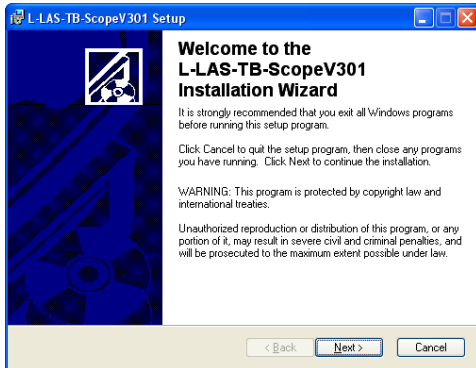 L-LAS-TB-ScopeV301 Setup
Welcome to the
L-LAS-TB-ScopeV301
Installation Wizard
It is strongly recommended that you exit all Windows programs
before running this setup program.
Click Cancel to quit the setup program, then close any programs
you have running. Click Next to continue the installation.
WARNING: This program is protected by copyright law and
international treaties.
Unauthorized reproduction or distribution of this program, or any
portion of it, may result in severe civil and criminal penalties, and
will be prosecuted to the maximum extent possible under law.
< Back Next > Cancel